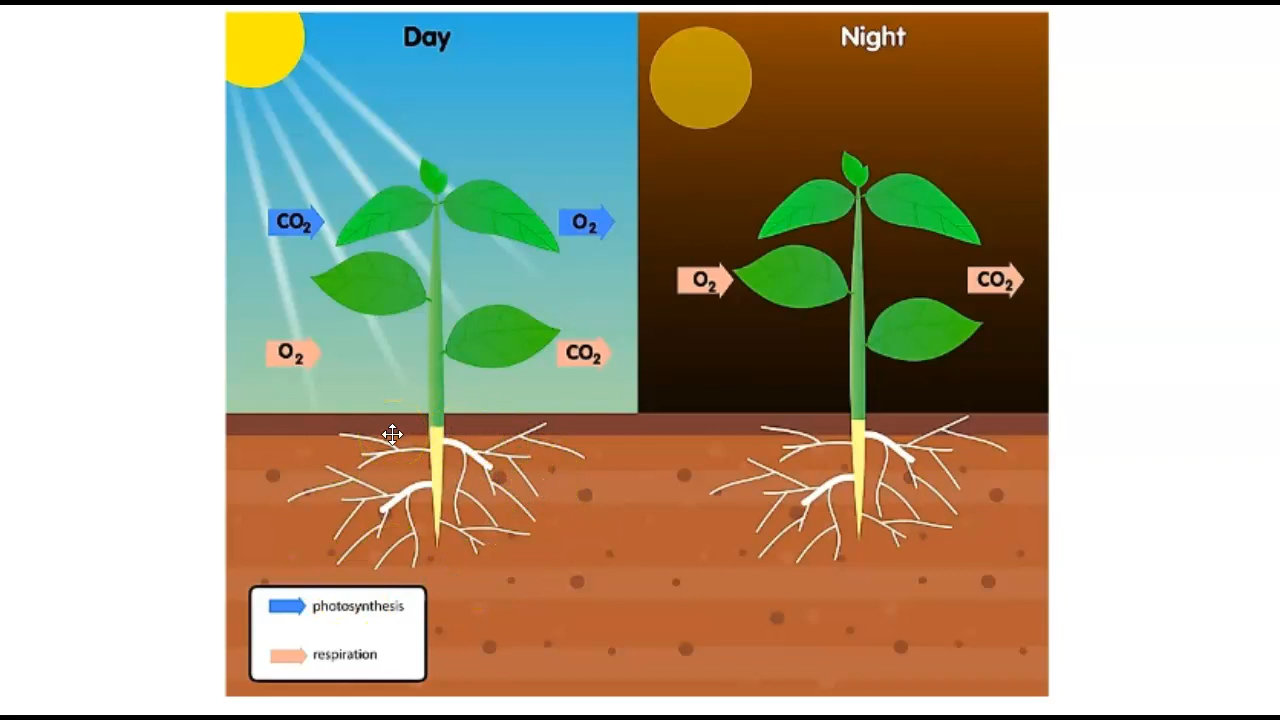 Day
Night
CO₂
O₂
O₂
CO₂
O₂
CO₂
photosynthesis
respiration